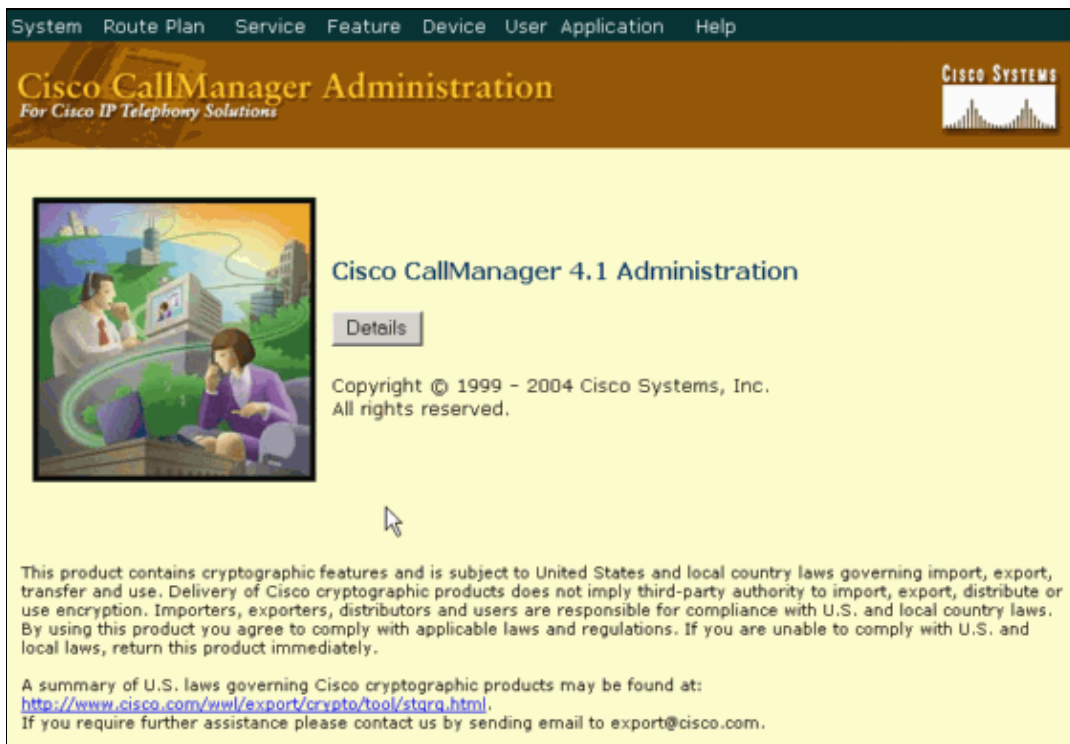 System Route Plan Service Feature Device User Application Help
Cisco CallManager Administration
For Cisco IP Telephony Solutions
CISCO SYSTEMS
Cisco CallManager 4.1 Administration
Details
Copyright © 1999 - 2004 Cisco Systems, Inc.
All rights reserved.
This product contains cryptographic features and is subject to United States and local country laws governing import, export,
transfer and use. Delivery of Cisco cryptographic products does not imply third-party authority to import, export, distribute or
use encryption. Importers, exporters, distributors and users are responsible for compliance with U.S. and local country laws.
By using this product you agree to comply with applicable laws and regulations. If you are unable to comply with U.S. and
local laws, return this product immediately.
A summary of U.S. laws governing Cisco cryptographic products may be found at:
http://www.cisco.com/wwl/export/crypto/tool/stqrg.html.
If you require further assistance please contact us by sending email to export@cisco.com.